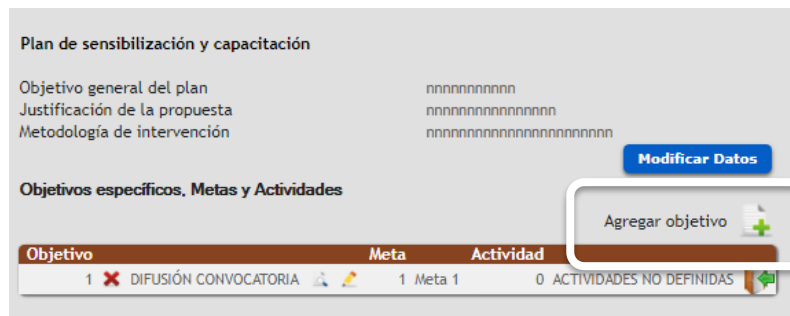 Plan de sensibilización y capacitación
Objetivo general del plan nnnnnnnnnnn
Justificación de la propuesta nnnnnnnnnnnnnnnn
Metodología de intervención nnnnnnnnnnnnnnnnnnnnnnn
Modificar Datos
Objetivos específicos, Metas y Actividades
Agregar objetivo
Objetivo Meta Actividad
1 DIFUSIÓN CONVOCATORIA 1 Meta 1 0 ACTIVIDADES NO DEFINIDAS